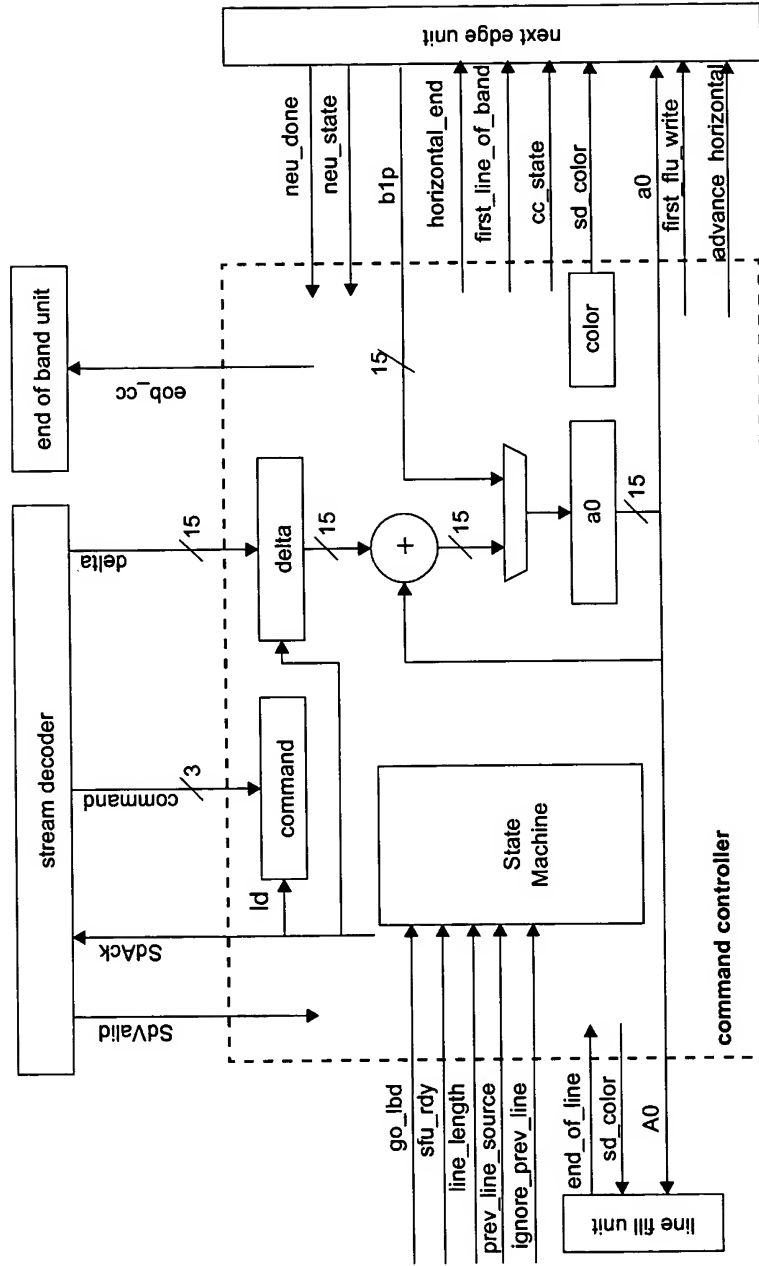 stream decoder
end of band unit
SdValid
SdAck
command
3
delta
15
eob_cc
neu_done
neu_state
b1p
horizontal_end
first_line_of_band
cc_state
sd_color
a0
first_flu_write
advance_horizontal
next edge unit
ld
command
delta
15
+
15
15
a0
15
color
State
Machine
go_lbd
sfu_rdy
line_length
prev_line_source
ignore_prev_line
end_of_line
sd_color
A0
line fill unit
command controller